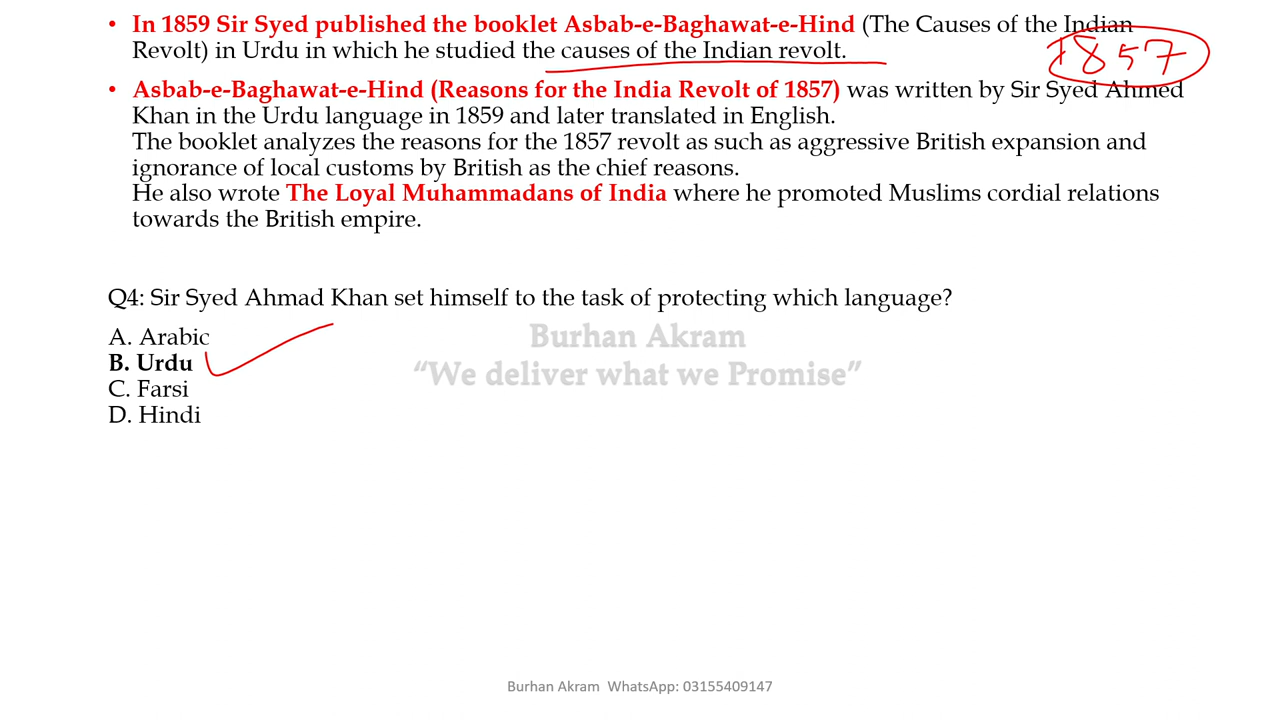 • In 1859 Sir Syed published the booklet Asbab-e-Baghawat-e-Hind (The Causes of the Indian
Revolt) in Urdu in which he studied the causes of the Indian revolt.
1857
• Asbab-e-Baghawat-e-Hind (Reasons for the India Revolt of 1857) was written by Sir Syed Ahmed
Khan in the Urdu language in 1859 and later translated in English.
The booklet analyzes the reasons for the 1857 revolt as such as aggressive British expansion and
ignorance of local customs by British as the chief reasons.
He also wrote The Loyal Muhammadans of India where he promoted Muslims cordial relations
towards the British empire.
Q4: Sir Syed Ahmad Khan set himself to the task of protecting which language?
A. Arabic
B. Urdu
C. Farsi
D. Hindi
Burhan Akram
“We deliver what we Promise”
Burhan Akram WhatsApp: 03155409147